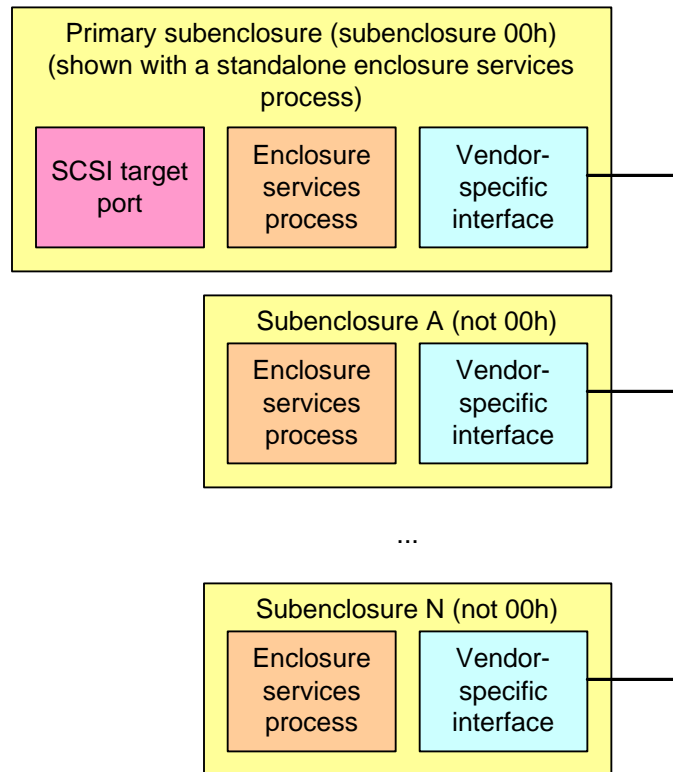 Primary subenclosure (subenclosure 00h)
(shown with a standalone enclosure services
process)
SCSI target
port
Enclosure
services
process
Vendor-
specific
interface
Subenclosure A (not 00h)
Enclosure
services
process
Vendor-
specific
interface
...
Subenclosure N (not 00h)
Enclosure
services
process
Vendor-
specific
interface